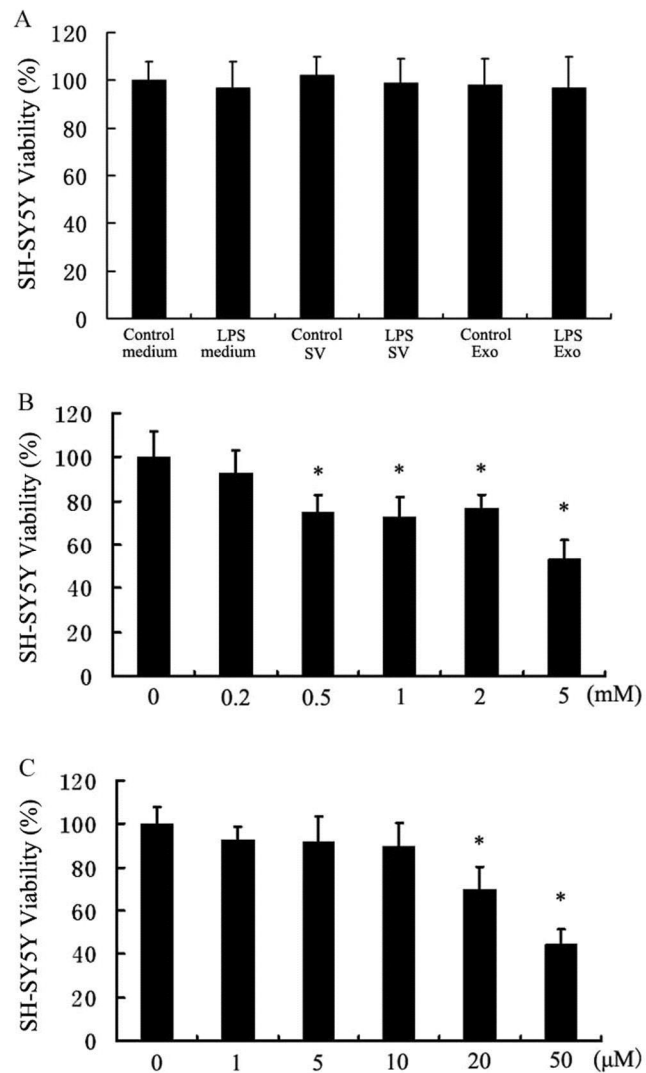 A
SH-SY5Y Viability (%)
120
100
80
60
40
20
0
Control medium
LPS medium
Control SV
LPS SV
Control Exo
LPS Exo
B
SH-SY5Y Viability (%)
120
100
80
60
40
20
0
* * * *
0 0.2 0.5 1 2 5 (mM)
C
SH-SY5Y Viability (%)
120
100
80
60
40
20
0
* *
0 1 5 10 20 50 (μM)